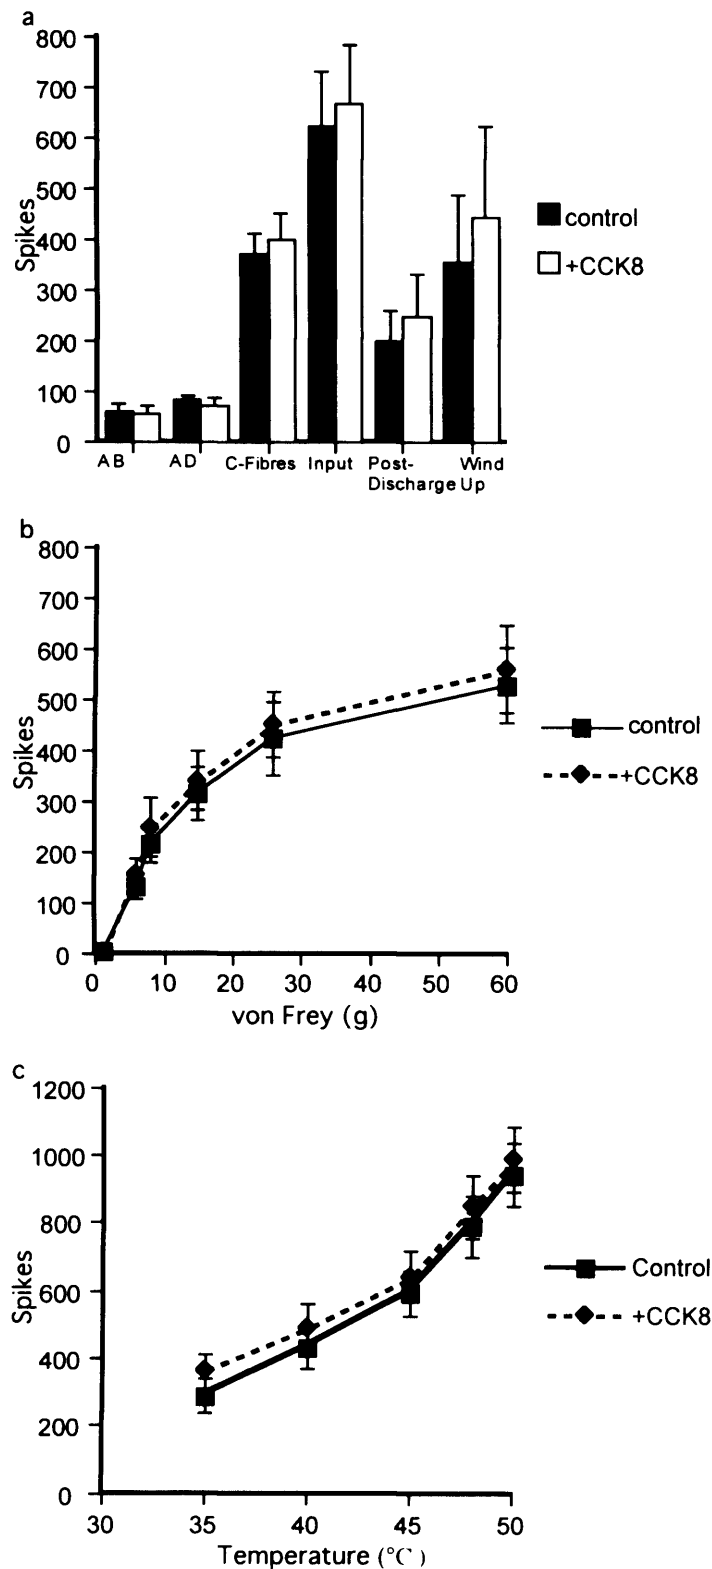 a
800
700
600
500
400
300
200
100
0
Spikes
AB AD C-Fibres Input Post-Discharge Wind Up
control
+CCK8
b
800
700
600
500
400
300
200
100
0
Spikes
0 10 20 30 40 50 60
von Frey (g)
control
+CCK8
c
1200
1000
800
600
400
200
0
Spikes
30 35 40 45 50
Temperature (°C)
Control
+CCK8